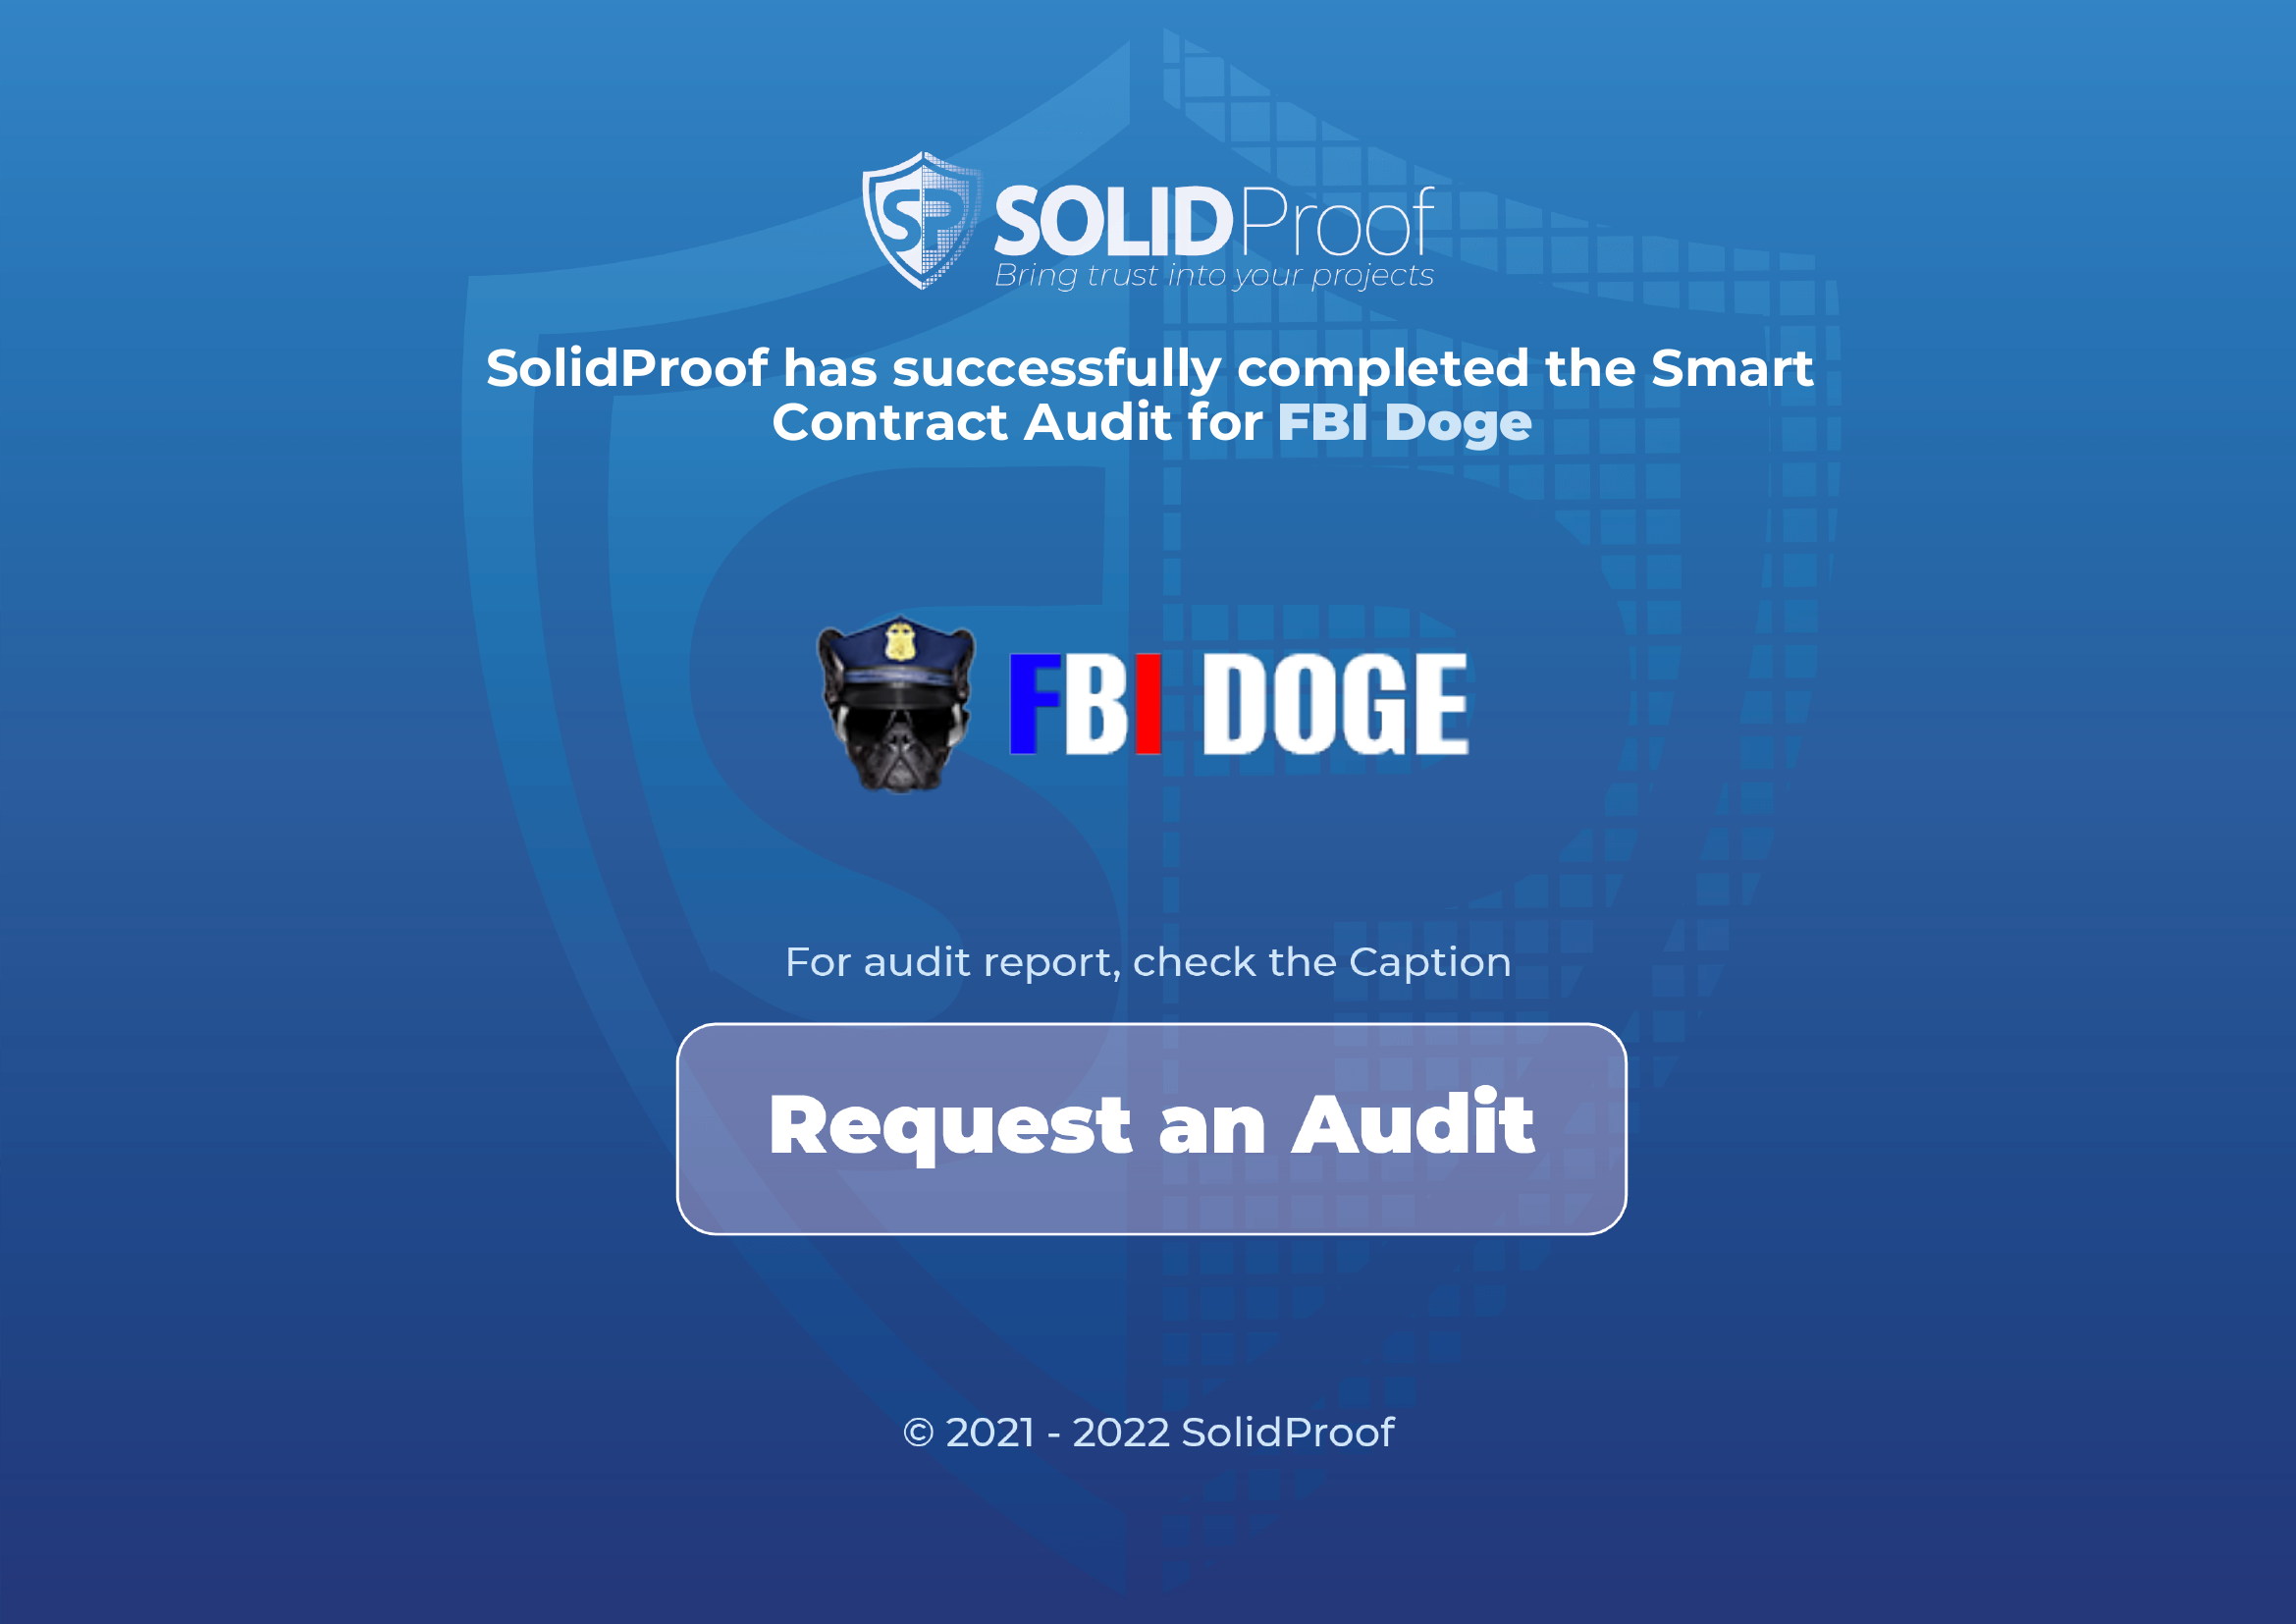 SP SOLIDProof
Bring trust into your projects
SolidProof has successfully completed the Smart
Contract Audit for FBI Doge
FBI DOGE
For audit report, check the Caption
Request an Audit
© 2021 - 2022 SolidProof